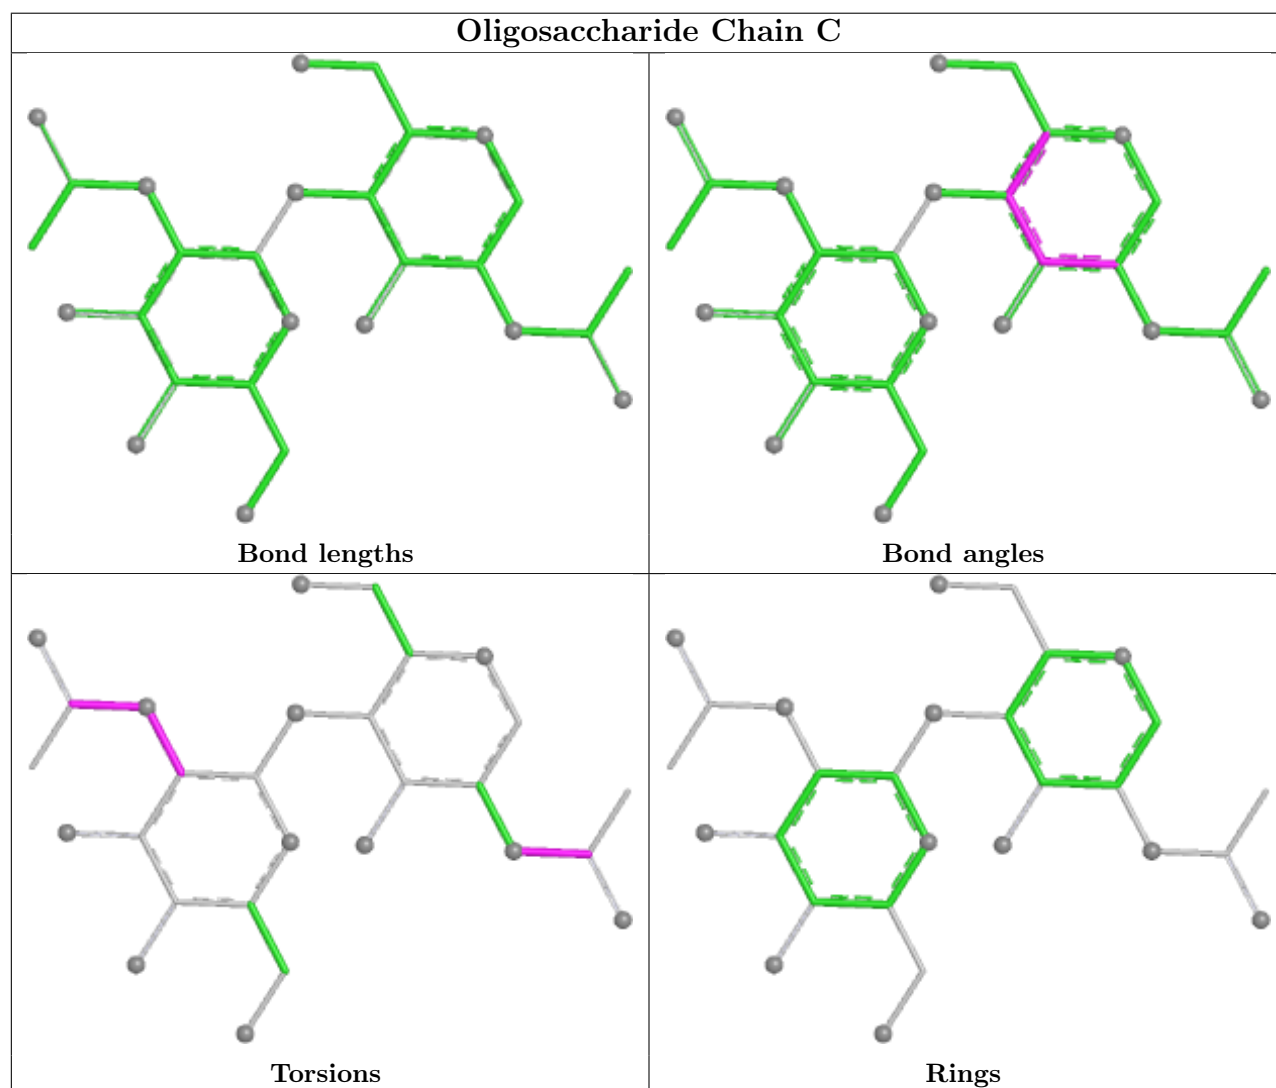 Oligosaccharide Chain C
Bond lengths
Bond angles
Torsions
Rings